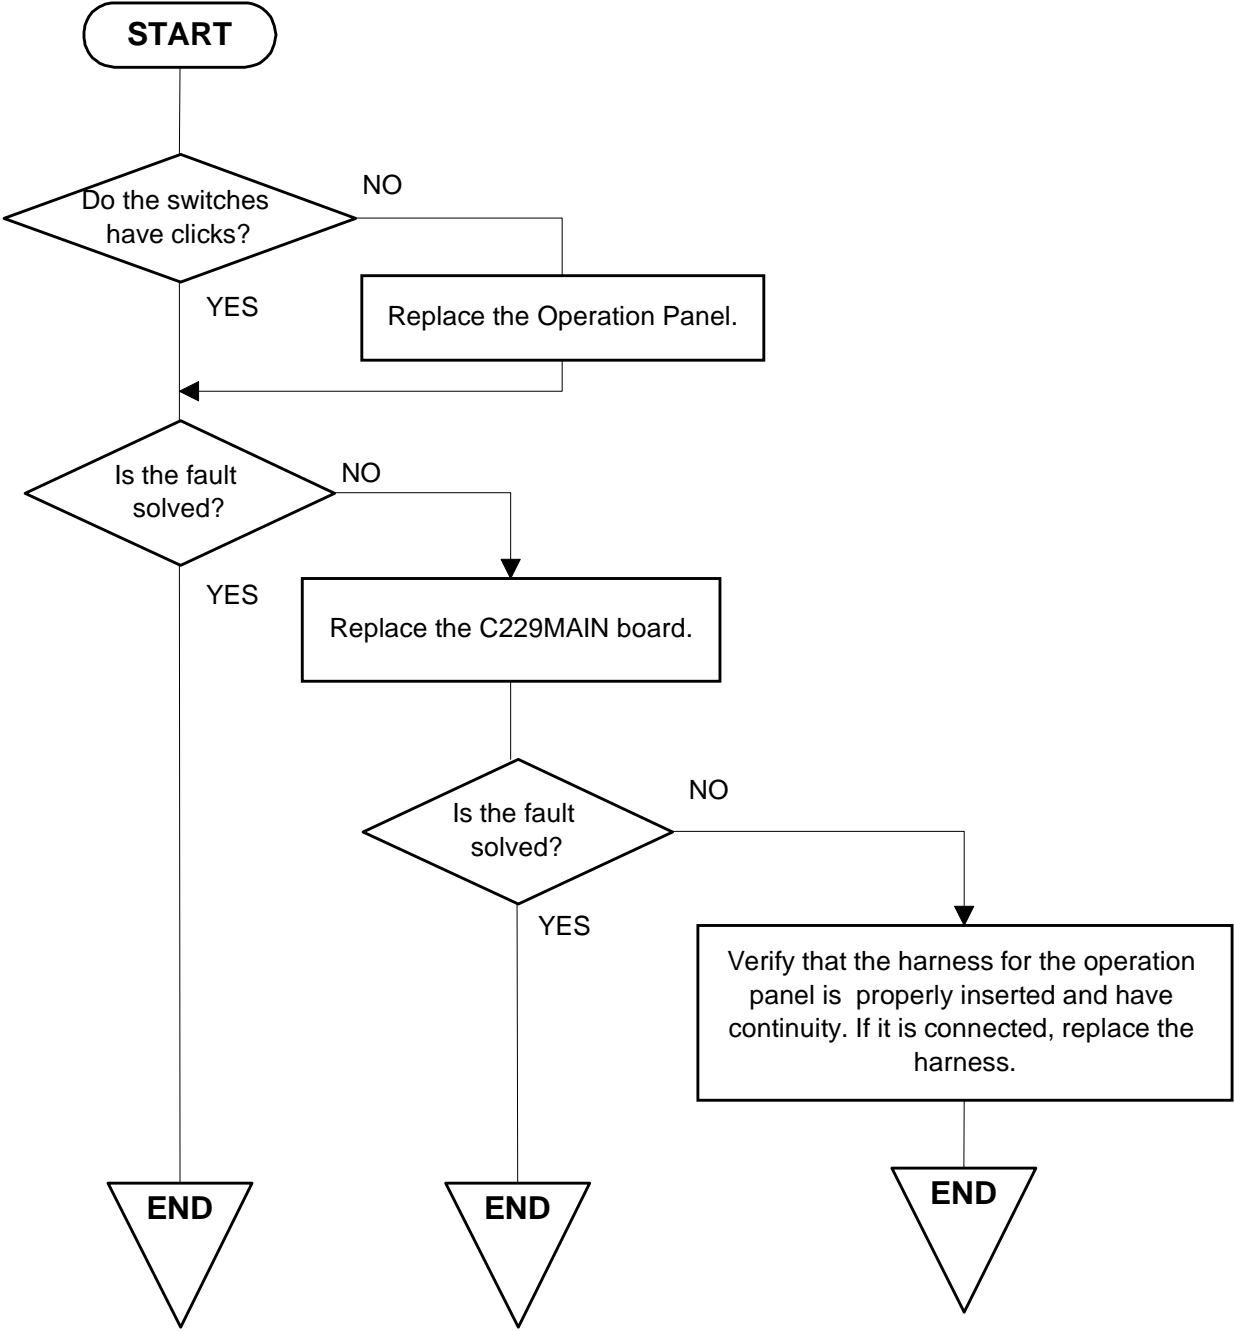 START
Do the switches
have clicks?
NO
YES
Replace the Operation Panel.
Is the fault
solved?
NO
YES
Replace the C229MAIN board.
Is the fault
solved?
NO
YES
Verify that the harness for the operation
panel is  properly inserted and have
continuity. If it is connected, replace the
harness.
END
END
END